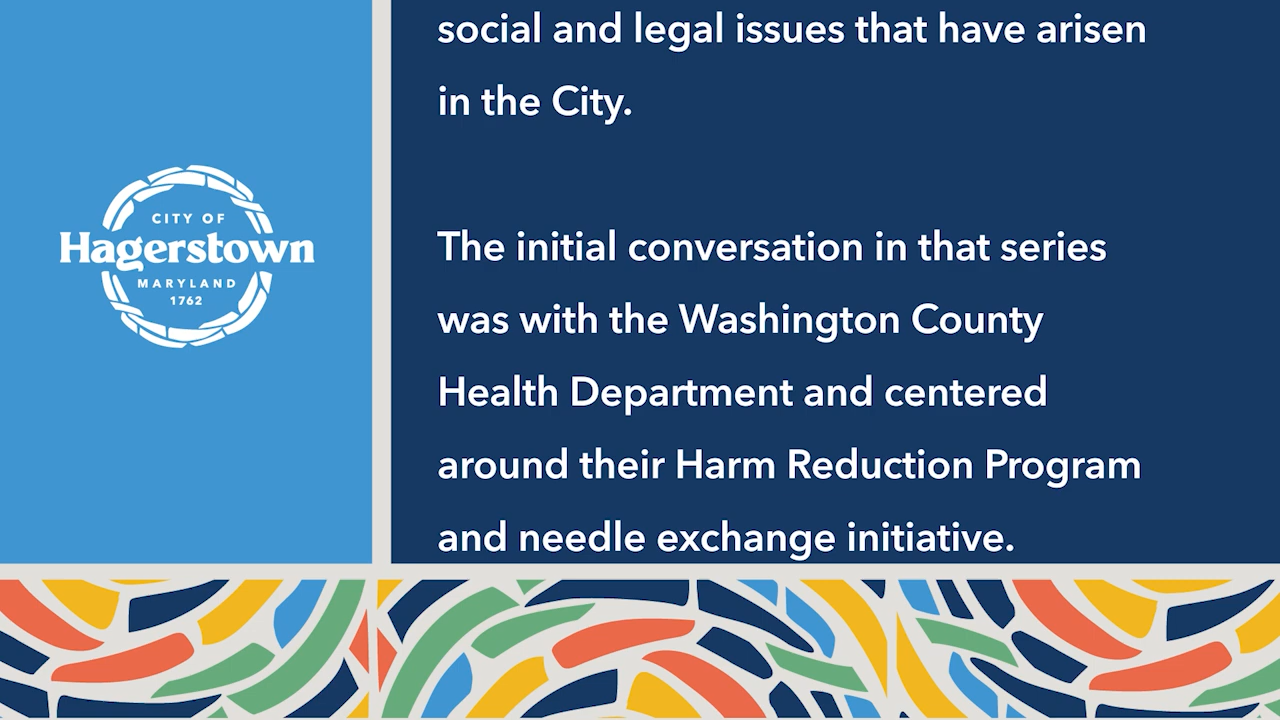 CITY OF
Hagerstown
MARYLAND
1762
social and legal issues that have arisen
in the City.
The initial conversation in that series
was with the Washington County
Health Department and centered
around their Harm Reduction Program
and needle exchange initiative.